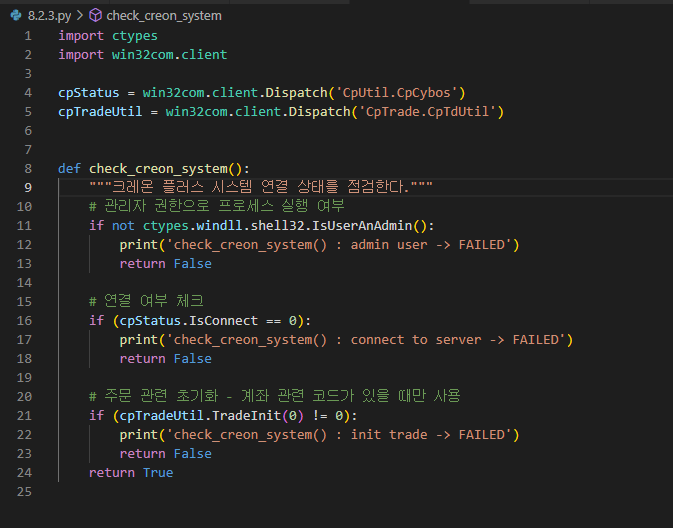 8.2.3.py > check_creon_system
1 import ctypes
2 import win32com.client
3
4 cpStatus = win32com.client.Dispatch('CpUtil.CpCybos')
5 cpTradeUtil = win32com.client.Dispatch('CpTrade.CpTdUtil')
6
7
8 def check_creon_system():
9     """크레온 플러스 시스템 연결 상태를 점검한다."""
10     # 관리자 권한으로 프로세스 실행 여부
11     if not ctypes.windll.shell32.IsUserAnAdmin():
12         print('check_creon_system() : admin user -> FAILED')
13         return False
14
15     # 연결 여부 체크
16     if (cpStatus.IsConnect == 0):
17         print('check_creon_system() : connect to server -> FAILED')
18         return False
19
20     # 주문 관련 초기화 - 계좌 관련 코드가 있을 때만 사용
21     if (cpTradeUtil.TradeInit(0) != 0):
22         print('check_creon_system() : init trade -> FAILED')
23         return False
24     return True
25